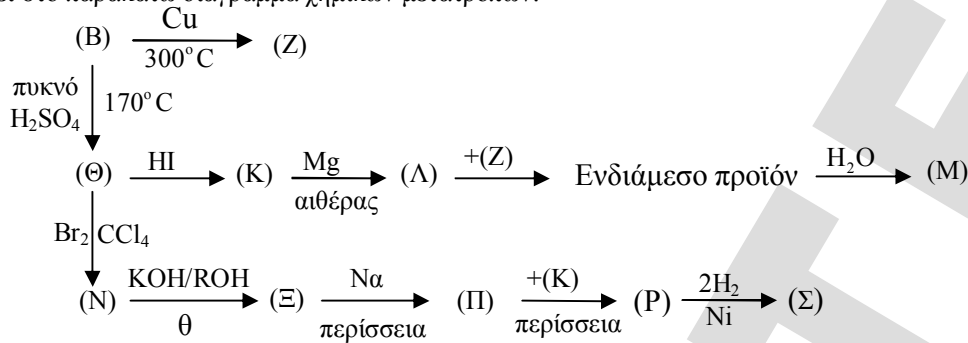 ει στο παρακάτω διάγραμμα χημικών μετατροπών:
(Β) Cu 300°C (Ζ)
πυκνό H₂SO₄ 170°C
(Θ) HI (Κ) Mg αιθέρας (Λ) +(Ζ) Ενδιάμεσο προϊόν H₂O (Μ)
Br₂ CCl₄
(Ν) KOH/ROH θ (Ξ) Να περίσσεια (Π) +(Κ) περίσσεια (Ρ) 2H₂ Ni (Σ)